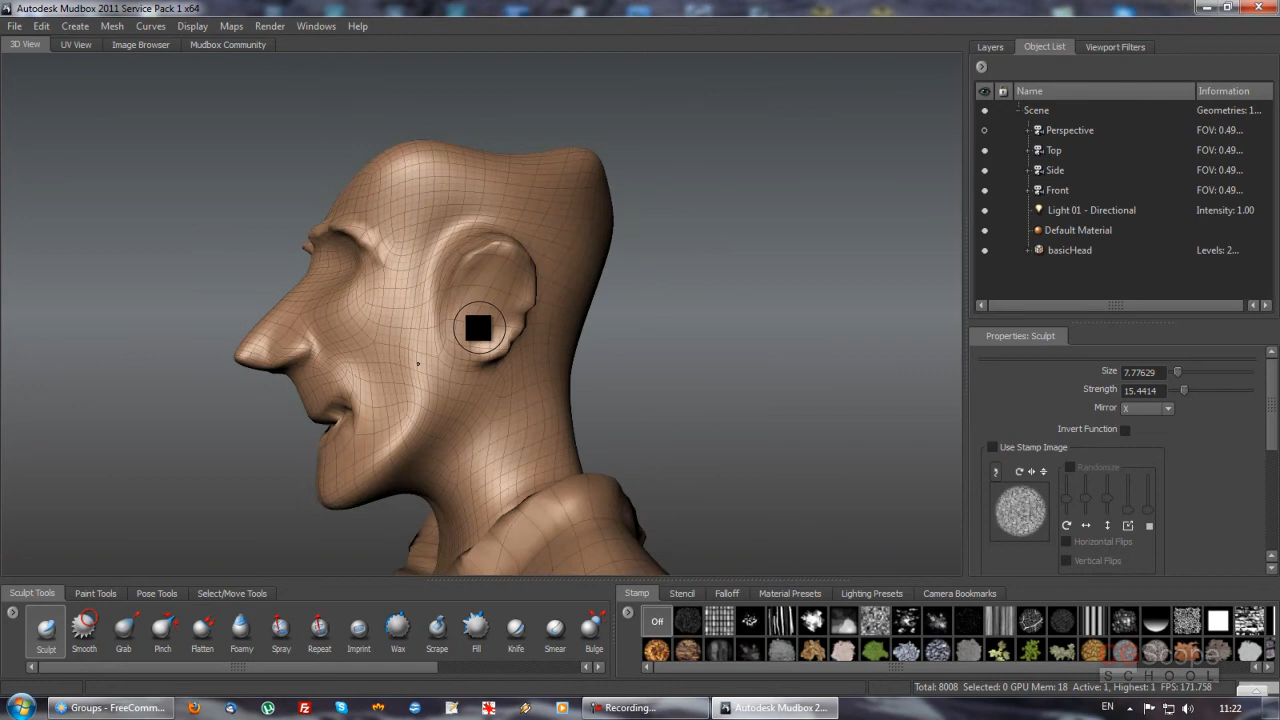 Autodesk Mudbox 2011 Service Pack 1 x64
File Edit Create Mesh Curves Display Maps Render Windows Help
3D View UV View Image Browser Mudbox Community
Layers Object List Viewport Filters
Name Information
Scene Geometries: 1...
Perspective FOV: 0.49...
Top FOV: 0.49...
Side FOV: 0.49...
Front FOV: 0.49...
Light 01 - Directional Intensity: 1.00
Default Material
basicHead Levels: 2...
Properties: Sculpt
Size 7.77629
Strength 15.4414
Mirror X
Invert Function
Use Stamp Image
Randomize
Horizontal Flips
Vertical Flips
Sculpt Tools Paint Tools Pose Tools Select/Move Tools
Stamp Stencil Falloff Material Presets Lighting Presets Camera Bookmarks
Off
Sculpt Smooth Grab Pinch Flatten Foamy Spray Repeat Imprint Wax Scrape Fill Knife Smear Bulge
Scope
SCHOOL
Total: 8008 Selected: 0 GPU Mem: 18 Active: 1, Highest: 1 FPS: 171.758
Groups - FreeComm...
Recording...
Autodesk Mudbox 2...
EN
11:22